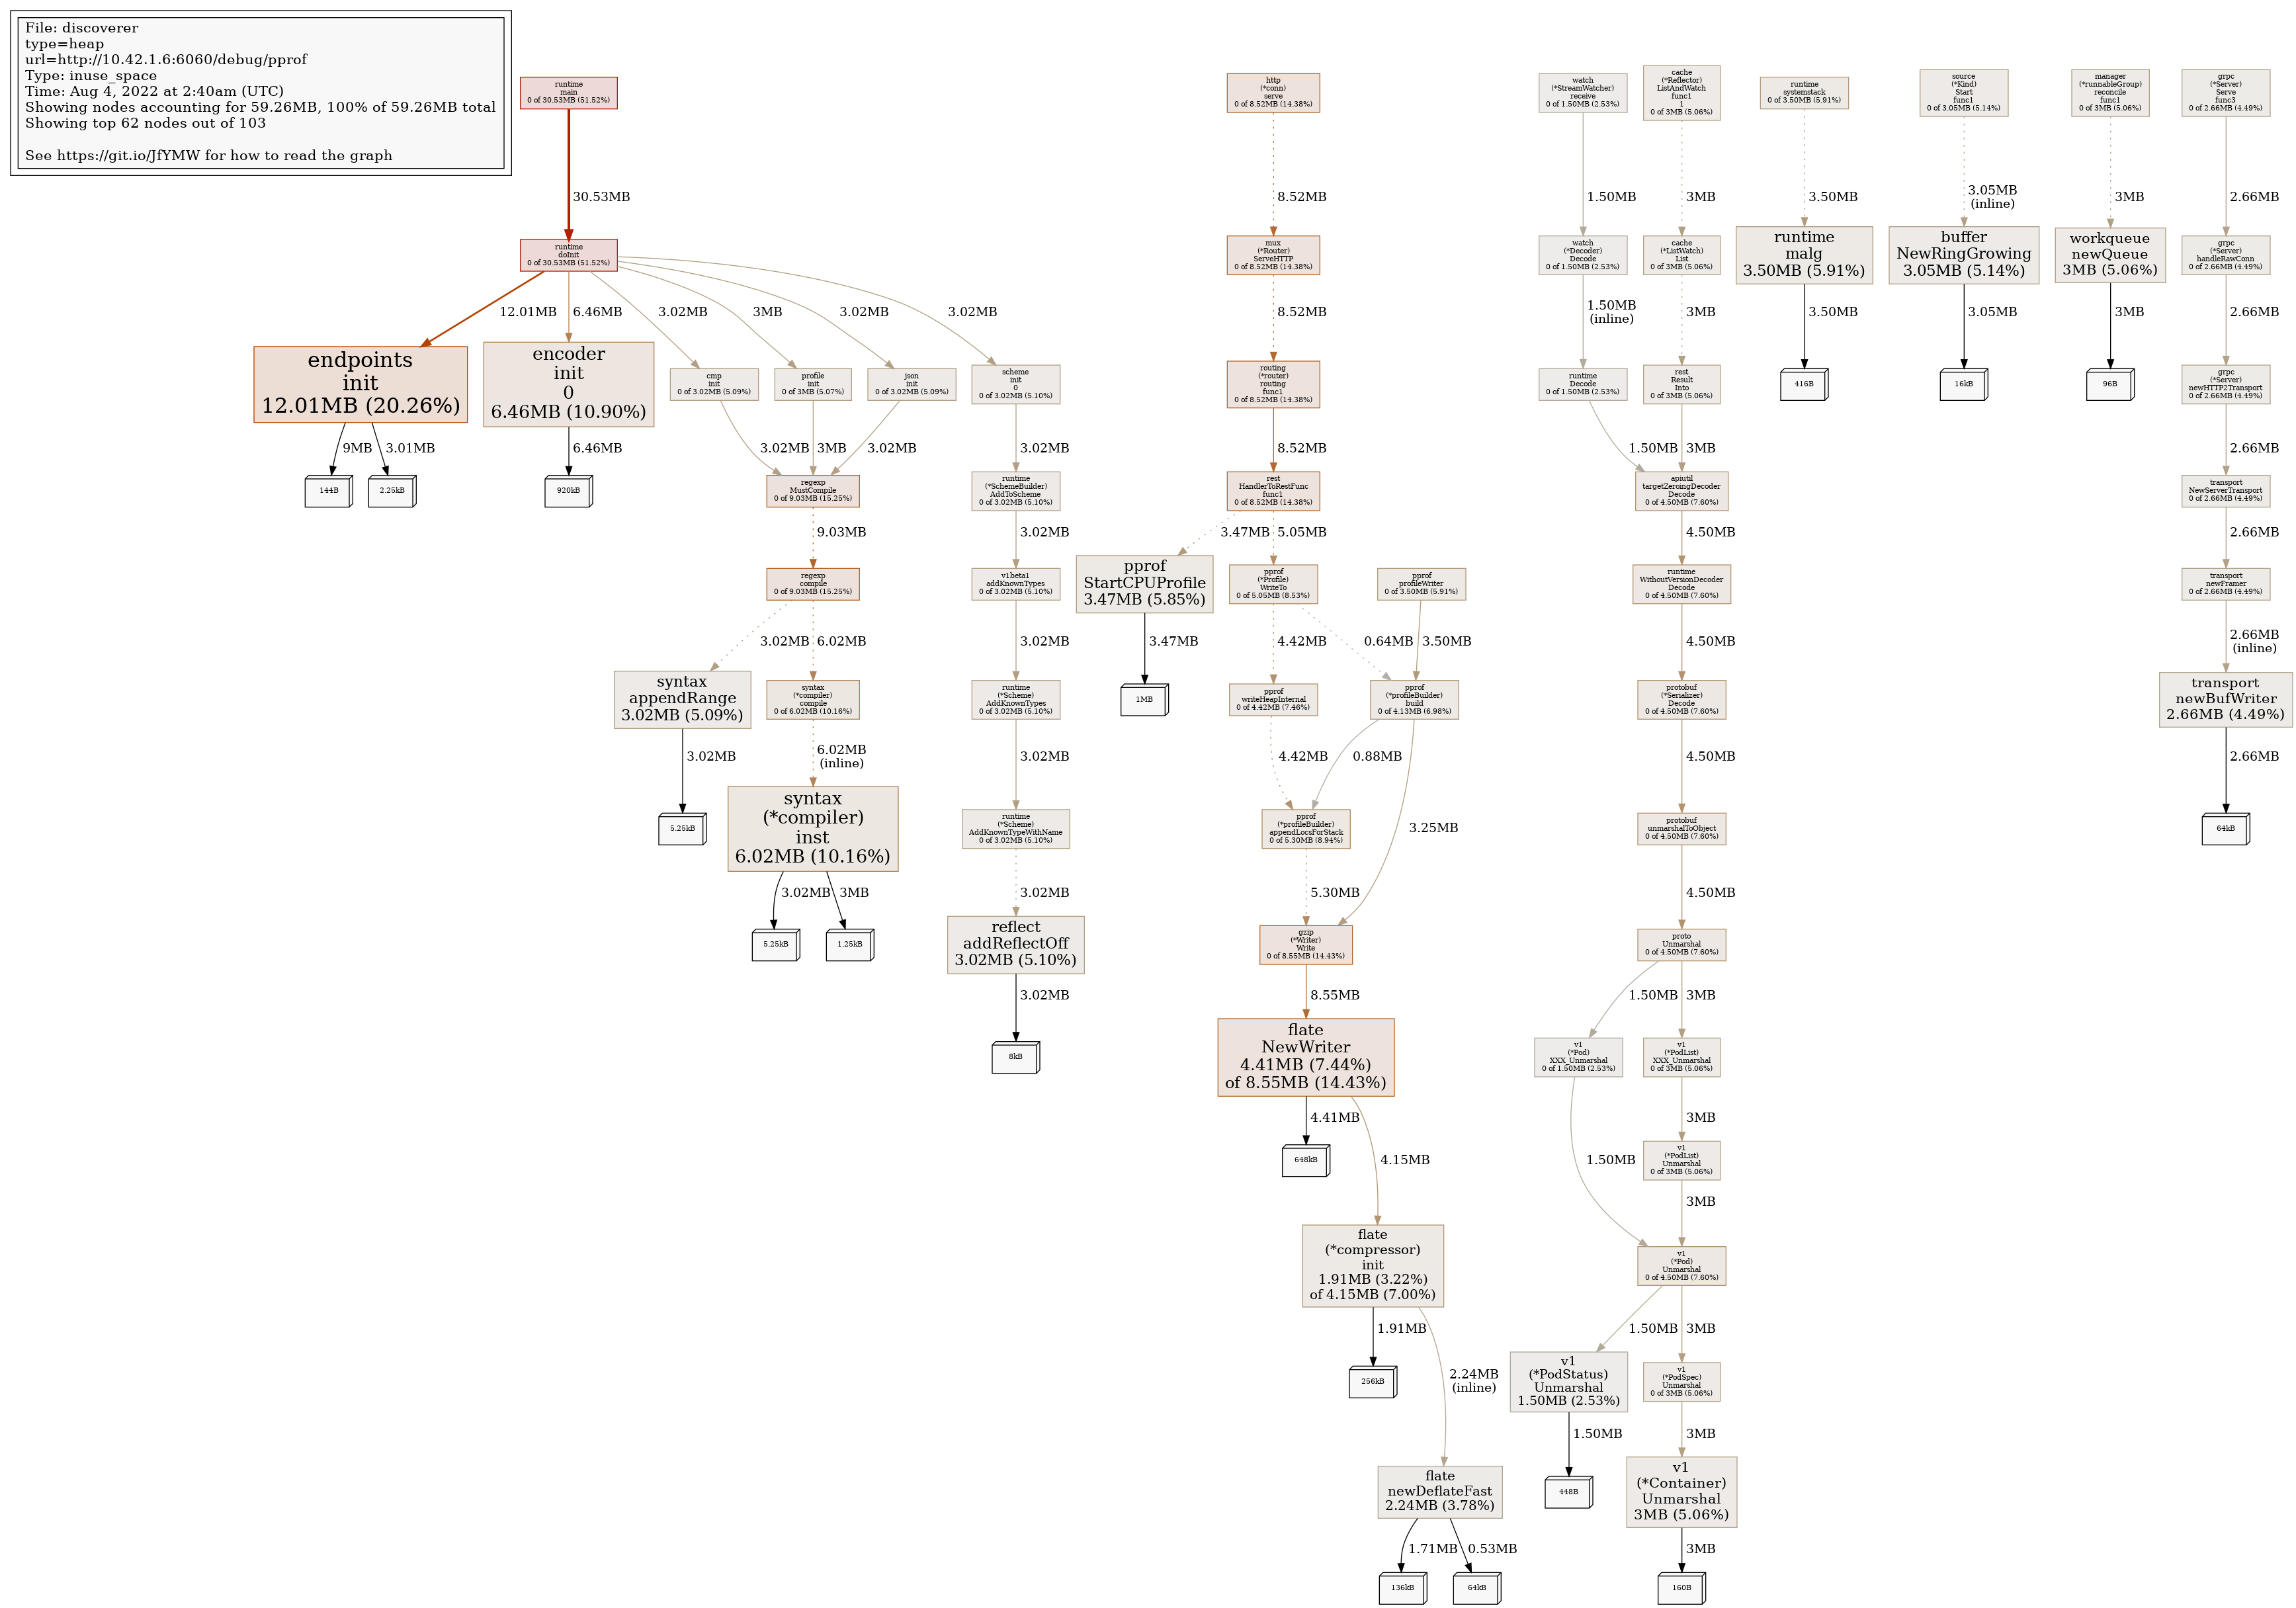 File: discoverer
type=heap
url=http://10.42.1.6:6060/debug/pprof
Type: inuse_space
Time: Aug 4, 2022 at 2:40am (UTC)
Showing nodes accounting for 59.26MB, 100% of 59.26MB total
Showing top 62 nodes out of 103
See https://git.io/JfYMW for how to read the graph
runtime
main
0 of 30.53MB (51.52%)
30.53MB
runtime
doInit
0 of 30.53MB (51.52%)
12.01MB
6.46MB
3.02MB
3MB
3.02MB
3.02MB
endpoints
init
12.01MB (20.26%)
9MB
3.01MB
144B
2.25kB
encoder
init
0
6.46MB (10.90%)
6.46MB
920kB
cmp
init
0 of 3.02MB (5.09%)
profile
init
0 of 3MB (5.07%)
json
init
0 of 3.02MB (5.09%)
3.02MB
3MB
3.02MB
regexp
MustCompile
0 of 9.03MB (15.25%)
9.03MB
regexp
compile
0 of 9.03MB (15.25%)
3.02MB
6.02MB
syntax
appendRange
3.02MB (5.09%)
3.02MB
5.25kB
syntax
(*compiler)
compile
0 of 6.02MB (10.16%)
6.02MB
(inline)
syntax
(*compiler)
inst
6.02MB (10.16%)
3.02MB
3MB
5.25kB
1.25kB
scheme
init
0
0 of 3.02MB (5.10%)
3.02MB
runtime
(*SchemeBuilder)
AddToScheme
0 of 3.02MB (5.10%)
3.02MB
v1beta1
addKnownTypes
0 of 3.02MB (5.10%)
3.02MB
runtime
(*Scheme)
AddKnownTypes
0 of 3.02MB (5.10%)
3.02MB
runtime
(*Scheme)
AddKnownTypeWithName
0 of 3.02MB (5.10%)
3.02MB
reflect
addReflectOff
3.02MB (5.10%)
3.02MB
8kB
http
(*conn)
serve
0 of 8.52MB (14.38%)
8.52MB
mux
(*Router)
ServeHTTP
0 of 8.52MB (14.38%)
8.52MB
routing
(*router)
routing
func1
0 of 8.52MB (14.38%)
8.52MB
rest
HandlerToRestFunc
func1
0 of 8.52MB (14.38%)
3.47MB
5.05MB
pprof
StartCPUProfile
3.47MB (5.85%)
3.47MB
1MB
pprof
(*Profile)
WriteTo
0 of 5.05MB (8.53%)
pprof
profileWriter
0 of 3.50MB (5.91%)
4.42MB
0.64MB
3.50MB
pprof
writeHeapInternal
0 of 4.42MB (7.46%)
pprof
(*profileBuilder)
build
0 of 4.13MB (6.98%)
4.42MB
0.88MB
3.25MB
pprof
(*profileBuilder)
appendLocsForStack
0 of 5.30MB (8.94%)
5.30MB
gzip
(*Writer)
Write
0 of 8.55MB (14.43%)
8.55MB
flate
NewWriter
4.41MB (7.44%)
of 8.55MB (14.43%)
4.41MB
4.15MB
648kB
flate
(*compressor)
init
1.91MB (3.22%)
of 4.15MB (7.00%)
1.91MB
2.24MB
(inline)
256kB
flate
newDeflateFast
2.24MB (3.78%)
1.71MB
0.53MB
136kB
64kB
watch
(*StreamWatcher)
receive
0 of 1.50MB (2.53%)
1.50MB
watch
(*Decoder)
Decode
0 of 1.50MB (2.53%)
1.50MB
(inline)
runtime
Decode
0 of 1.50MB (2.53%)
1.50MB
cache
(*Reflector)
ListAndWatch
func1
1
0 of 3MB (5.06%)
3MB
cache
(*ListWatch)
List
0 of 3MB (5.06%)
3MB
rest
Result
Into
0 of 3MB (5.06%)
3MB
apiutil
targetZeroingDecoder
Decode
0 of 4.50MB (7.60%)
4.50MB
runtime
WithoutVersionDecoder
Decode
0 of 4.50MB (7.60%)
4.50MB
protobuf
(*Serializer)
Decode
0 of 4.50MB (7.60%)
4.50MB
protobuf
unmarshalToObject
0 of 4.50MB (7.60%)
4.50MB
proto
Unmarshal
0 of 4.50MB (7.60%)
1.50MB
3MB
v1
(*Pod)
XXX_Unmarshal
0 of 1.50MB (2.53%)
v1
(*PodList)
XXX_Unmarshal
0 of 3MB (5.06%)
3MB
1.50MB
v1
(*PodList)
Unmarshal
0 of 3MB (5.06%)
3MB
v1
(*Pod)
Unmarshal
0 of 4.50MB (7.60%)
1.50MB
3MB
v1
(*PodStatus)
Unmarshal
1.50MB (2.53%)
1.50MB
448B
v1
(*PodSpec)
Unmarshal
0 of 3MB (5.06%)
3MB
v1
(*Container)
Unmarshal
3MB (5.06%)
3MB
160B
runtime
systemstack
0 of 3.50MB (5.91%)
3.50MB
runtime
malg
3.50MB (5.91%)
3.50MB
416B
source
(*Kind)
Start
func1
0 of 3.05MB (5.14%)
3.05MB
(inline)
buffer
NewRingGrowing
3.05MB (5.14%)
3.05MB
16kB
manager
(*runnableGroup)
reconcile
func1
0 of 3MB (5.06%)
3MB
workqueue
newQueue
3MB (5.06%)
3MB
96B
grpc
(*Server)
Serve
func3
0 of 2.66MB (4.49%)
2.66MB
grpc
(*Server)
handleRawConn
0 of 2.66MB (4.49%)
2.66MB
grpc
(*Server)
newHTTP2Transport
0 of 2.66MB (4.49%)
2.66MB
transport
NewServerTransport
0 of 2.66MB (4.49%)
2.66MB
transport
newFramer
0 of 2.66MB (4.49%)
2.66MB
(inline)
transport
newBufWriter
2.66MB (4.49%)
2.66MB
64kB